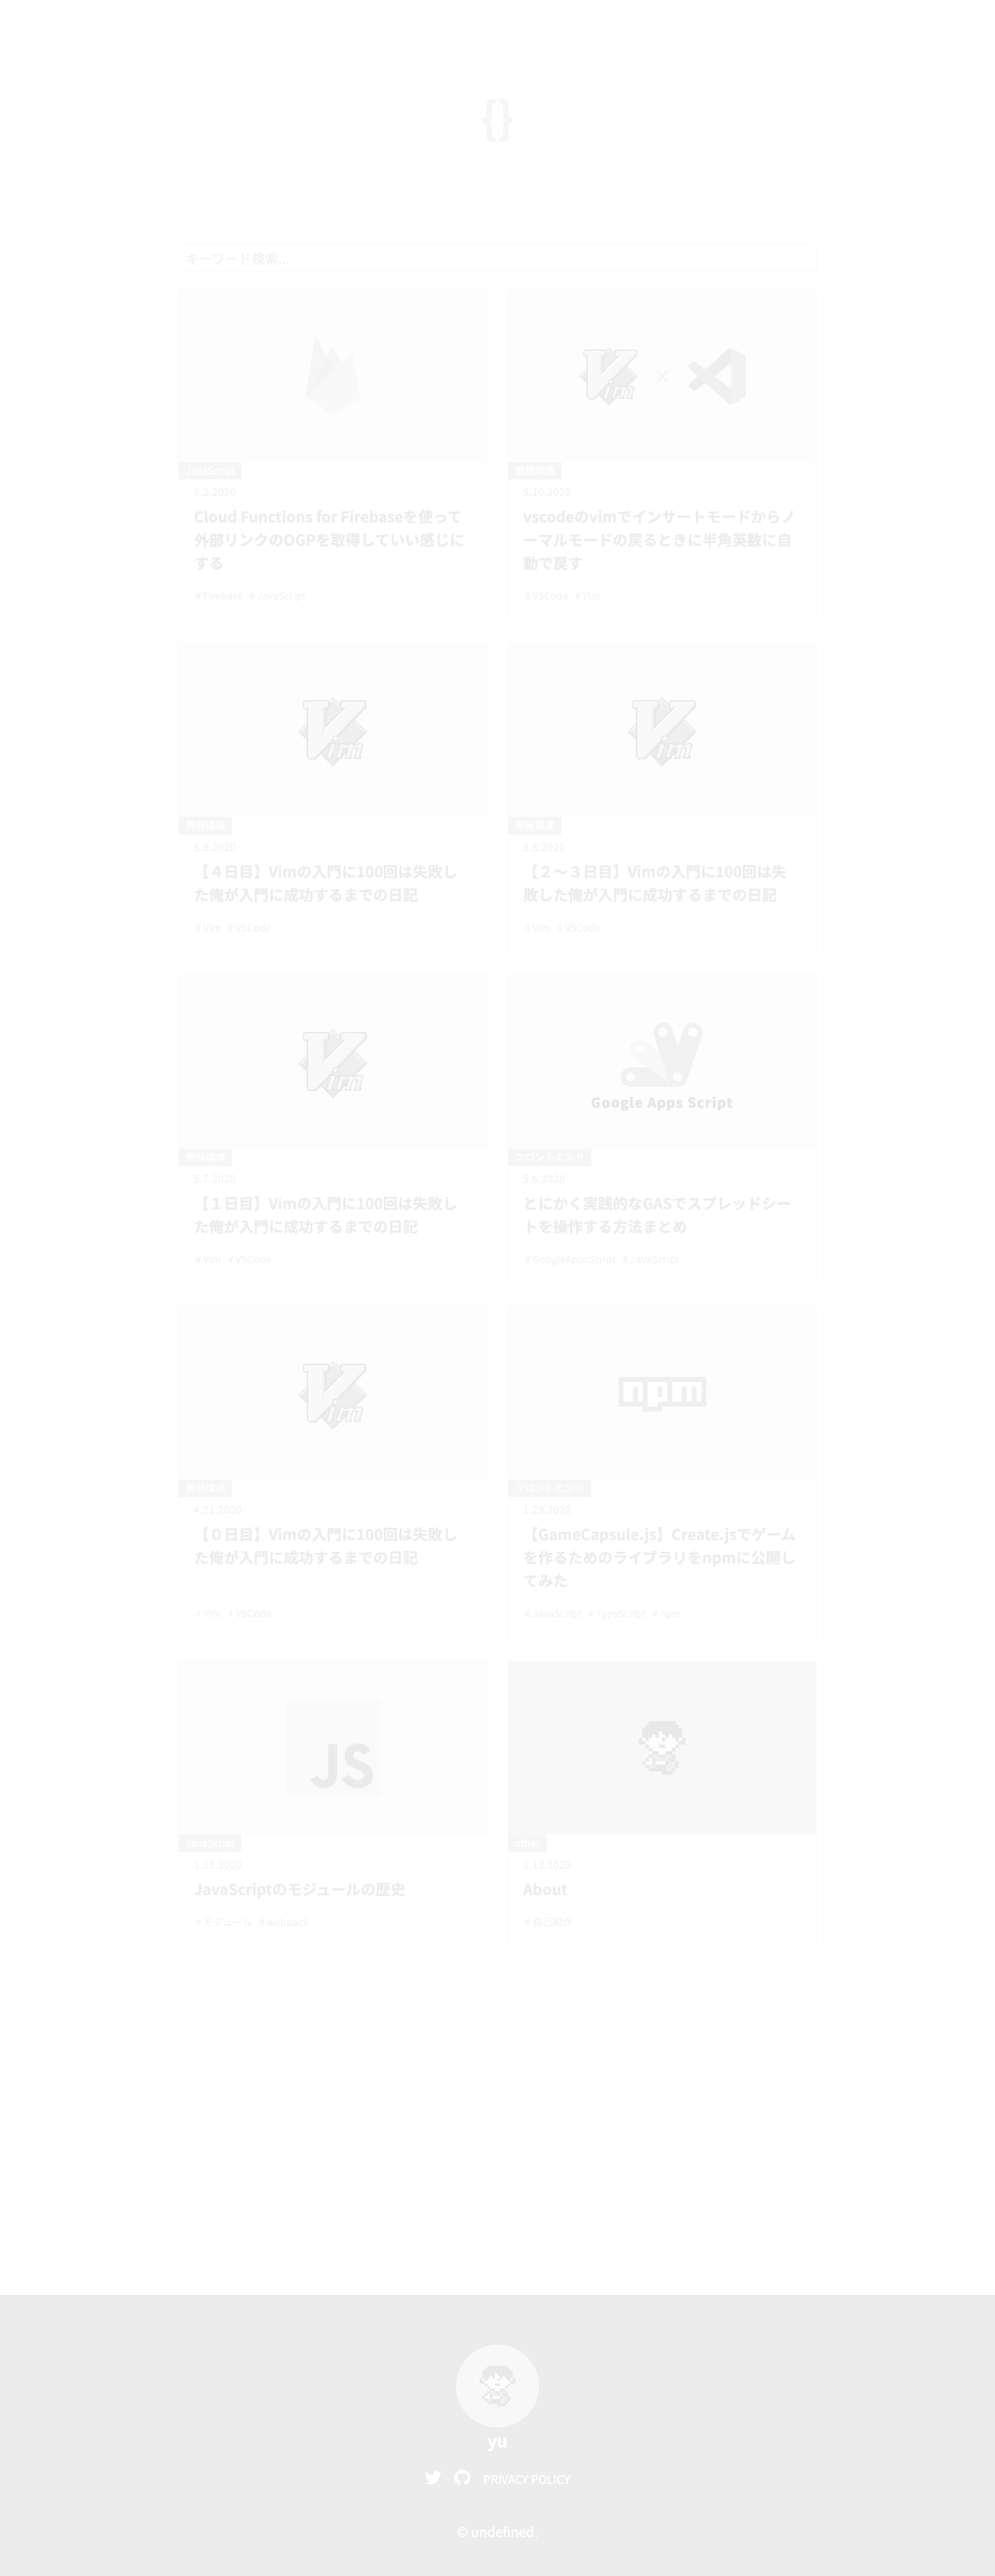 {}
キーワード検索...
JavaScript
6.2.2020
Cloud Functions for Firebaseを使って
外部リンクのOGPを取得していい感じに
する
# Firebase # JavaScript
開発環境
5.10.2020
vscodeのvimでインサートモードからノ
ーマルモードの戻るときに半角英数に自
動で戻す
# VSCode # Vim
Vim
開発環境
5.9.2020
【４日目】Vimの入門に100回は失敗し
た俺が入門に成功するまでの日記
# Vim # VSCode
Vim
開発環境
5.8.2020
【２〜３日目】Vimの入門に100回は失
敗した俺が入門に成功するまでの日記
# Vim # VSCode
Vim
開発環境
5.7.2020
【１日目】Vimの入門に100回は失敗し
た俺が入門に成功するまでの日記
# Vim # VSCode
Google Apps Script
フロントエンド
5.6.2020
とにかく実践的なGASでスプレッドシー
トを操作する方法まとめ
# GoogleAppsScript # JavaScript
Vim
開発環境
4.21.2020
【０日目】Vimの入門に100回は失敗し
た俺が入門に成功するまでの日記
# Vim # VSCode
npm
フロントエンド
1.29.2020
【GameCapsule.js】Create.jsでゲーム
を作るためのライブラリをnpmに公開し
てみた
# JavaScript # TypeScript # npm
JS
JavaScript
1.15.2020
JavaScriptのモジュールの歴史
# モジュール # webpack
other
1.13.2020
About
# 自己紹介
yu
PRIVACY POLICY
© undefined.